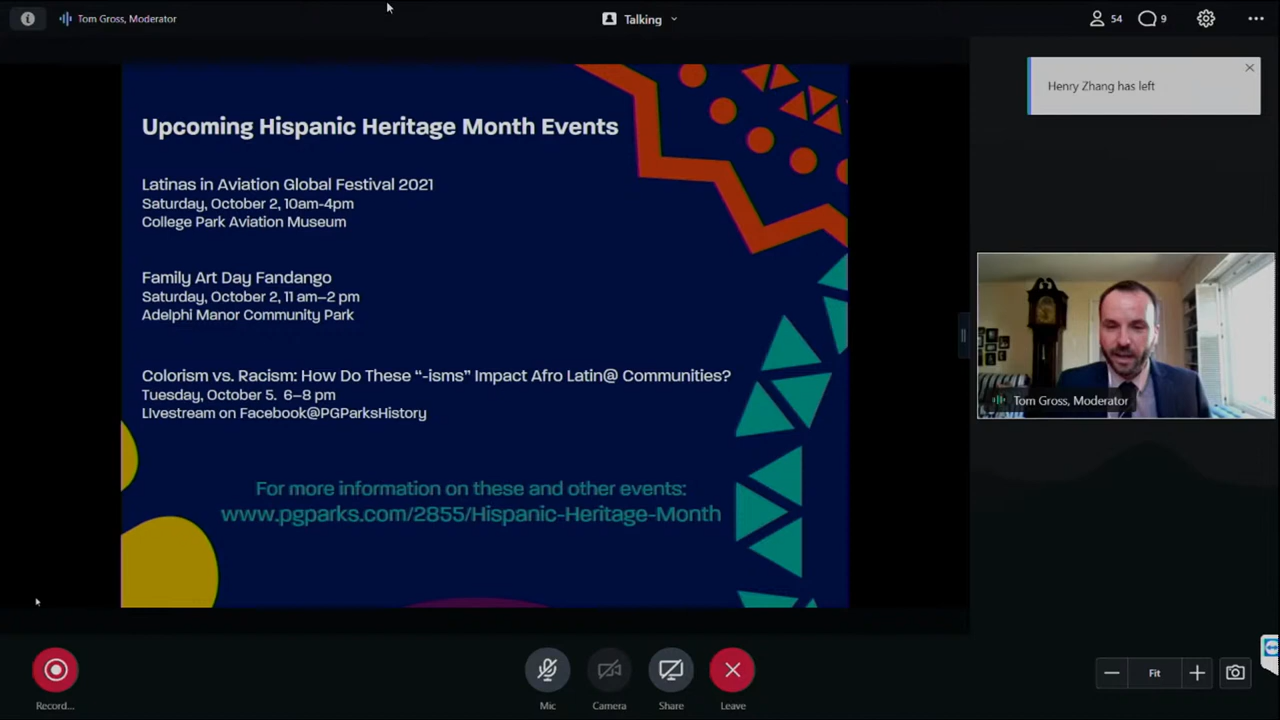 Tom Gross, Moderator
Talking
54
9
Henry Zhang has left
Upcoming Hispanic Heritage Month Events
Latinas in Aviation Global Festival 2021
Saturday, October 2, 10am-4pm
College Park Aviation Museum
Family Art Day Fandango
Saturday, October 2, 11 am–2 pm
Adelphi Manor Community Park
Colorism vs. Racism: How Do These “-isms” Impact Afro Latin@ Communities?
Tuesday, October 5. 6–8 pm
LIvestream on Facebook@PGParksHistory
For more information on these and other events:
www.pgparks.com/2855/Hispanic-Heritage-Month
Tom Gross, Moderator
Record...
Mic
Camera
Share
Leave
Fit